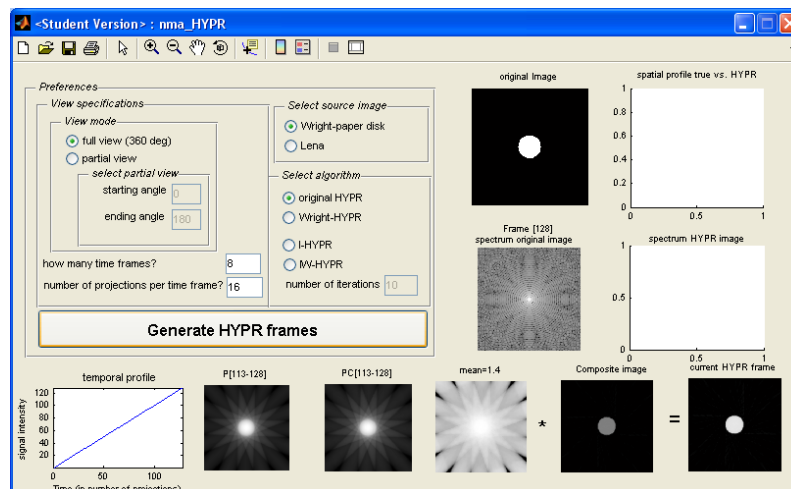 <Student Version> : nma_HYPR
Preferences
View specifications
View mode
full view (360 deg)
partial view
select partial view
starting angle 0
ending angle 180
how many time frames? 8
number of projections per time frame? 16
Select source image
Wright-paper disk
Lena
Select algorithm
original HYPR
Wright-HYPR
I-HYPR
IW-HYPR
number of iterations 10
Generate HYPR frames
original Image
spatial profile true vs. HYPR
1
0.8
0.6
0.4
0.2
0
0 0.5 1
Frame [128]
spectrum original image
spectrum HYPR image
1
0.5
0
0 0.5 1
temporal profile
signal intensity
120
100
80
60
40
20
0 50 100
Time (in number of projections)
P[113-128]
PC[113-128]
mean=1.4
*
Composite image
=
current HYPR frame